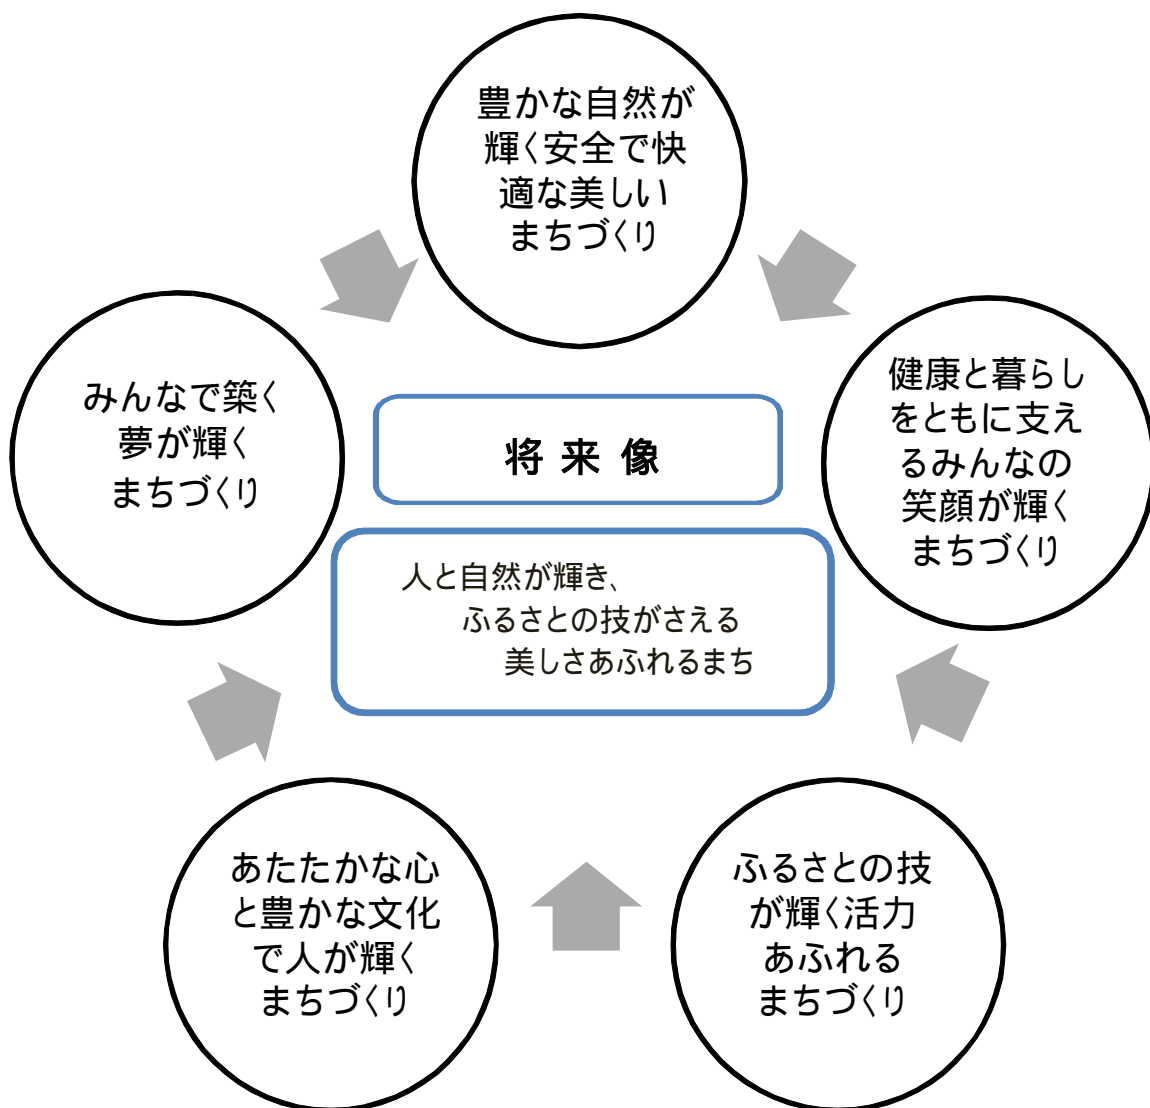 豊かな自然が
輝く安全で快
適な美しい
まちづくり
健康と暮らし
をともに支え
るみんなの
笑顔が輝く
まちづくり
みんなで築く
夢が輝く
まちづくり
将来像
人と自然が輝き、
ふるさとの技がさえる
美しさあふれるまち
あたたかな心
と豊かな文化
で人が輝く
まちづくり
ふるさとの技
が輝く活力
あふれる
まちづくり